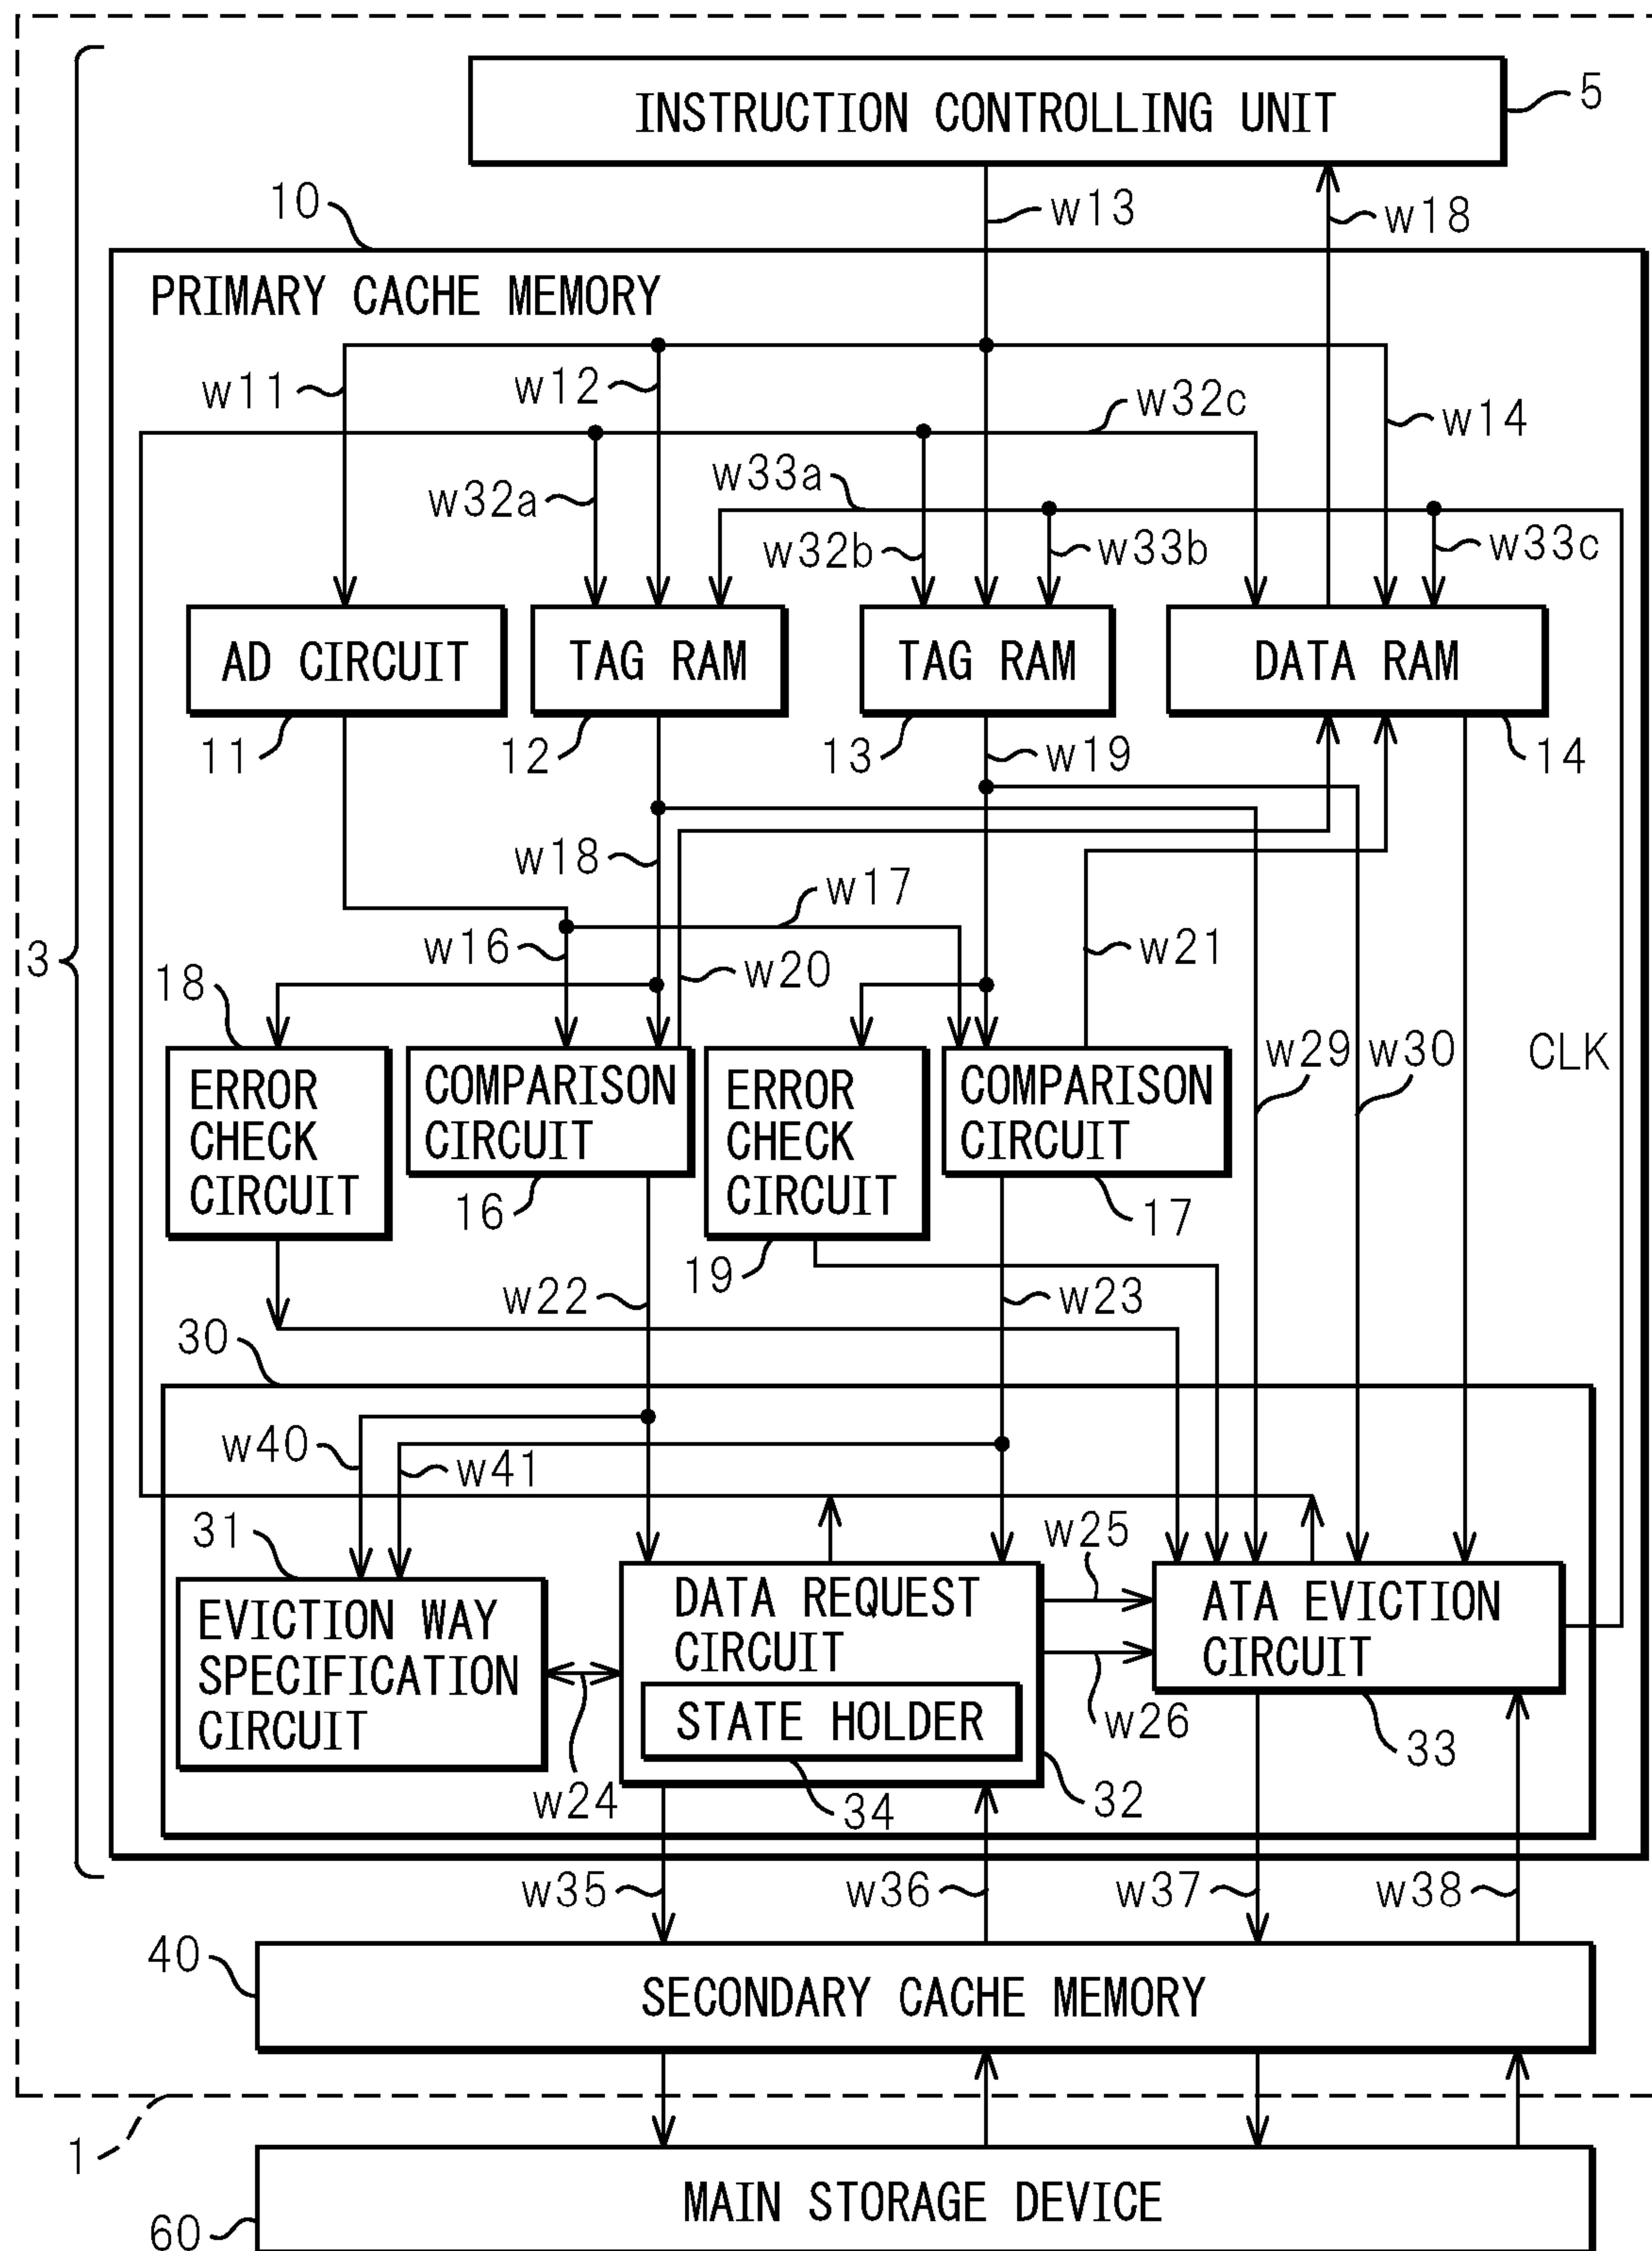 INSTRUCTION CONTROLLING UNIT
5
10
w13
w18
PRIMARY CACHE MEMORY
w11
w12
w32c
w14
w32a
w33a
w32b
w33b
w33c
AD CIRCUIT
TAG RAM
TAG RAM
DATA RAM
11
12
13
w19
14
w18
w17
3
w16
w20
w21
18
w29
w30
CLK
ERROR
CHECK
CIRCUIT
COMPARISON
CIRCUIT
ERROR
CHECK
CIRCUIT
COMPARISON
CIRCUIT
16
17
19
w22
w23
30
w40
w41
31
w25
EVICTION WAY
SPECIFICATION
CIRCUIT
DATA REQUEST
CIRCUIT
STATE HOLDER
ATA EVICTION
CIRCUIT
w26
33
w24
34
32
w35
w36
w37
w38
40
SECONDARY CACHE MEMORY
1
MAIN STORAGE DEVICE
60